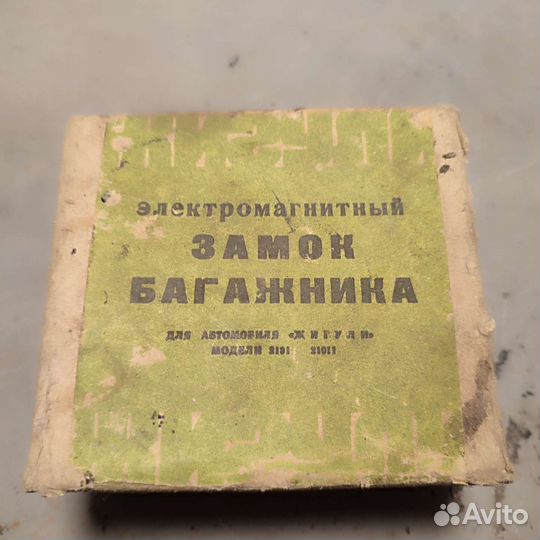 электромагнитный
ЗАМОК
БАГАЖНИКА
ДЛЯ АВТОМОБИЛЯ «ЖИГУЛИ»
МОДЕЛИ 2101 21011
Avito